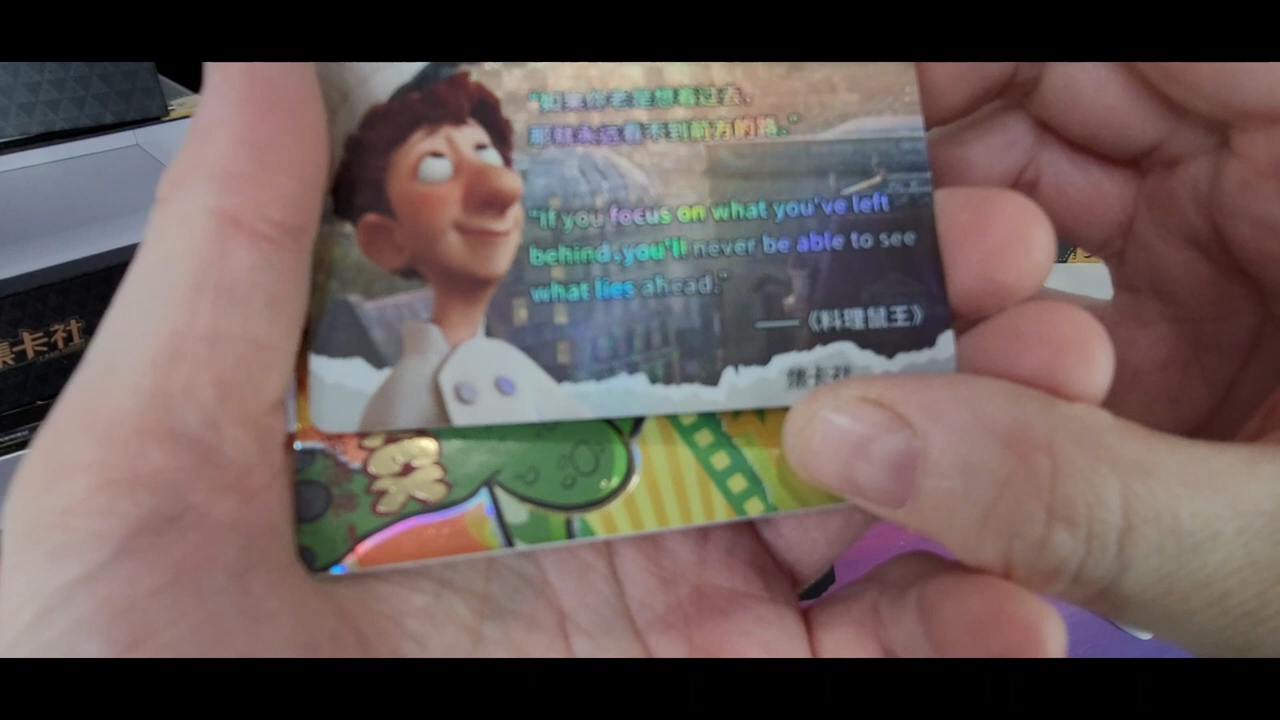 "如果你老是想着过去，
那就永远看不到前方的路。"
"If you focus on what you've left
behind, you'll never be able to see
what lies ahead."
——《料理鼠王》
集卡社
集卡社